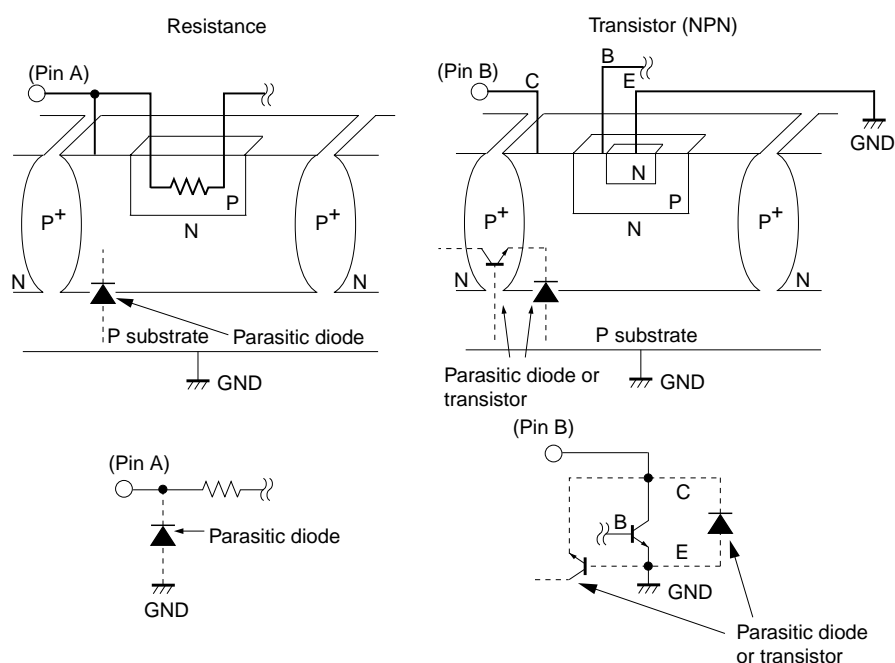 Resistance
(Pin A)
P+
P+
P
N
N
N
P substrate
Parasitic diode
GND
Transistor (NPN)
(Pin B)
C
B
E
GND
N
P+
P+
P
N
N
N
P substrate
Parasitic diode or
transistor
GND
(Pin A)
Parasitic diode
GND
(Pin B)
C
B
E
GND
Parasitic diode
or transistor